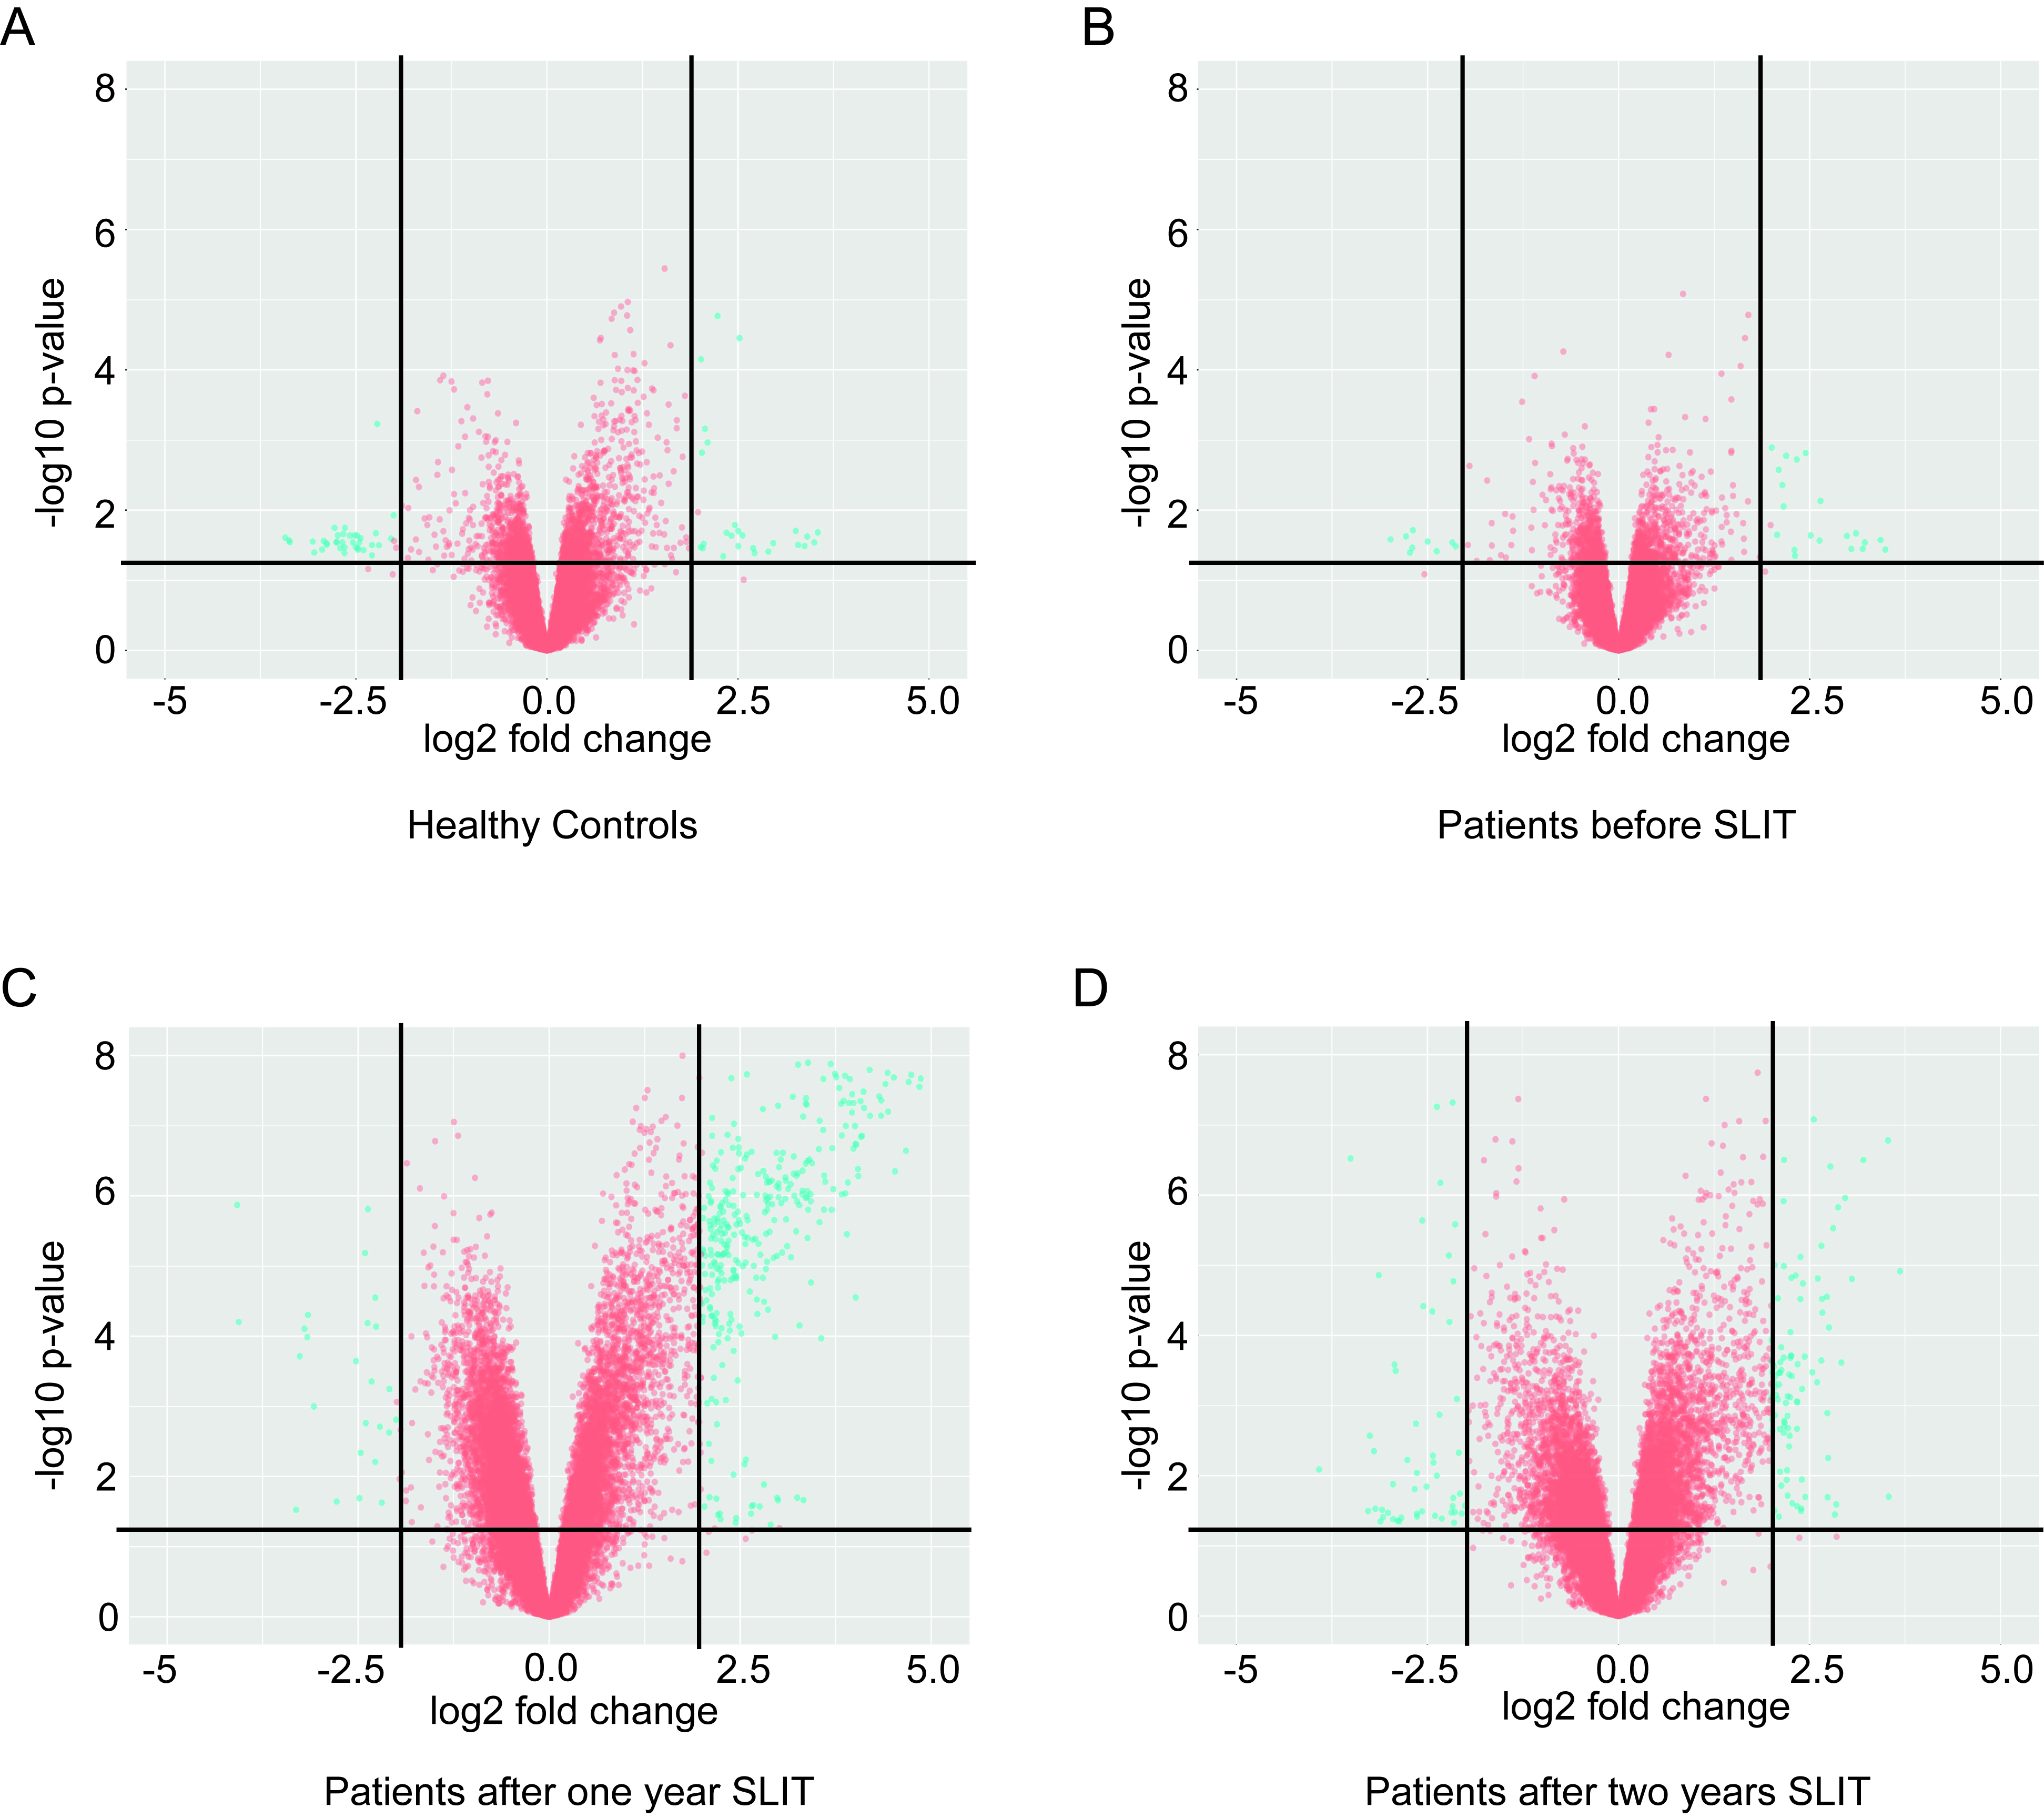 A
8
6
4
2
0
-log10 p-value
-5 -2.5 0.0 2.5 5.0
log2 fold change
Healthy Controls
B
8
6
4
2
0
-log10 p-value
-5 -2.5 0.0 2.5 5.0
log2 fold change
Patients before SLIT
C
8
6
4
2
0
-log10 p-value
-5 -2.5 0.0 2.5 5.0
log2 fold change
Patients after one year SLIT
D
8
6
4
2
0
-log10 p-value
-5 -2.5 0.0 2.5 5.0
log2 fold change
Patients after two years SLIT